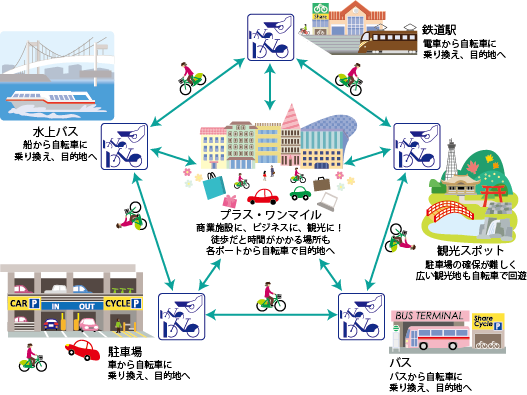 Share
鉄道駅
電車から自転車に
乗り換え、目的地へ
水上バス
船から自転車に
乗り換え、目的地へ
プラス・ワンマイル
商業施設に、ビジネスに、観光に！
徒歩だと時間がかかる場所も
各ポートから自転車で目的地へ
観光スポット
駐車場の確保が難しく
広い観光地も自転車で回遊
CAR P
IN OUT
CYCLE P
駐車場
車から自転車に
乗り換え、目的地へ
BUS TERMINAL
Share
Cycle P
バス
バスから自転車に
乗り換え、目的地へ